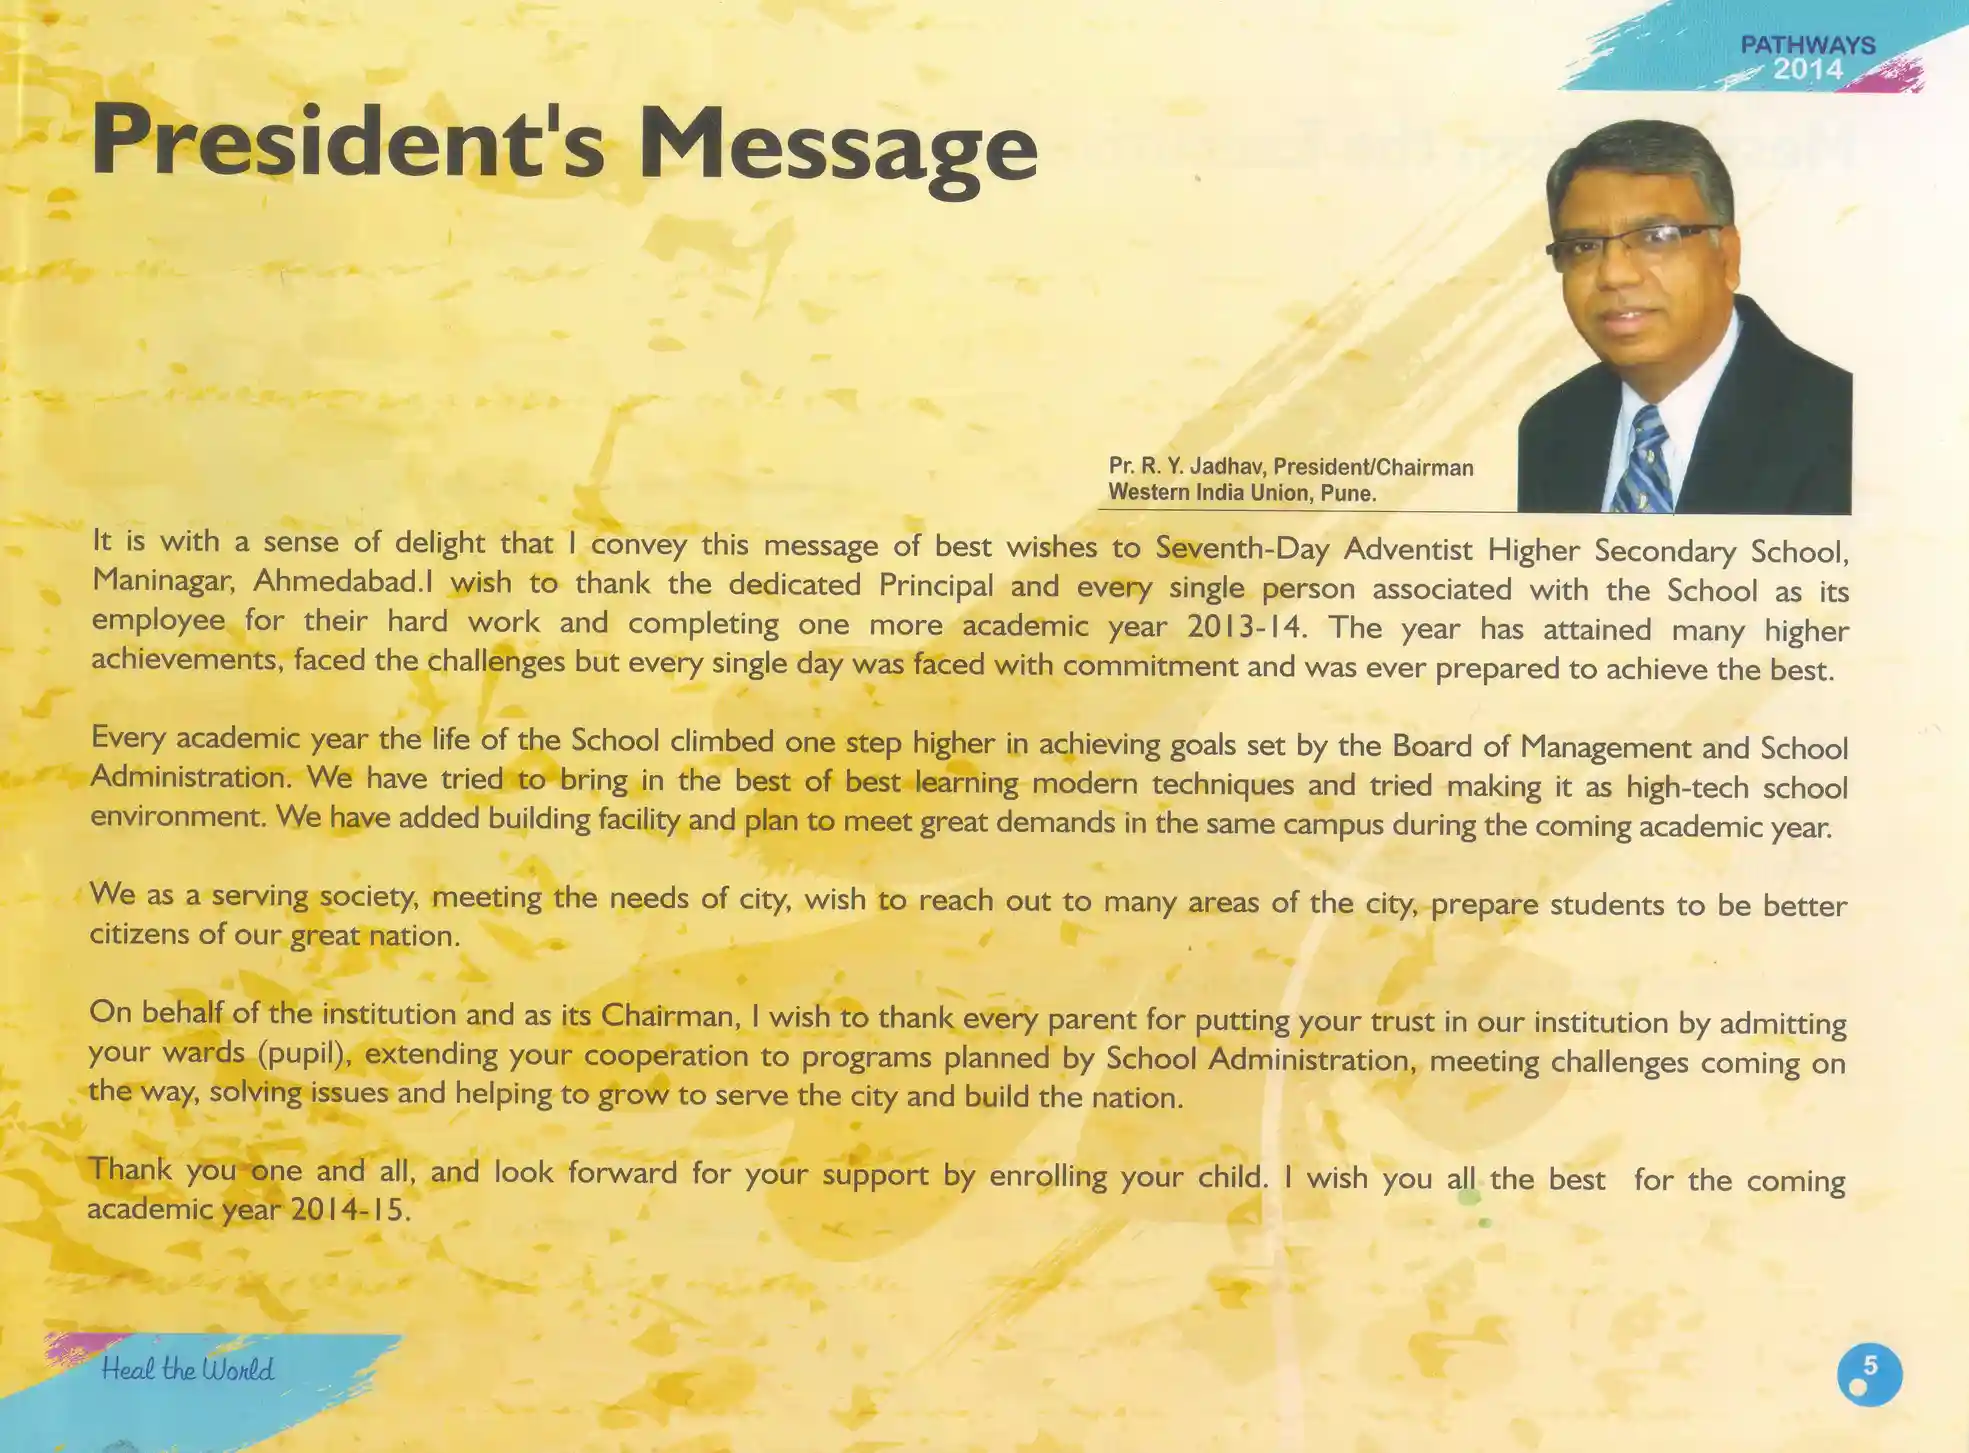 PATHWAYS
2014
President's Message
Pr. R. Y. Jadhav, President/Chairman
Western India Union, Pune.
It is with a sense of delight that I convey this message of best wishes to Seventh-Day Adventist Higher Secondary School,
Maninagar, Ahmedabad.I wish to thank the dedicated Principal and every single person associated with the School as its
employee for their hard work and completing one more academic year 2013-14. The year has attained many higher
achievements, faced the challenges but every single day was faced with commitment and was ever prepared to achieve the best.
Every academic year the life of the School climbed one step higher in achieving goals set by the Board of Management and School
Administration. We have tried to bring in the best of best learning modern techniques and tried making it as high-tech school
environment. We have added building facility and plan to meet great demands in the same campus during the coming academic year.
We as a serving society, meeting the needs of city, wish to reach out to many areas of the city, prepare students to be better
citizens of our great nation.
On behalf of the institution and as its Chairman, I wish to thank every parent for putting your trust in our institution by admitting
your wards (pupil), extending your cooperation to programs planned by School Administration, meeting challenges coming on
the way, solving issues and helping to grow to serve the city and build the nation.
Thank you one and all, and look forward for your support by enrolling your child. I wish you all the best for the coming
academic year 2014-15.
Heal the World
5